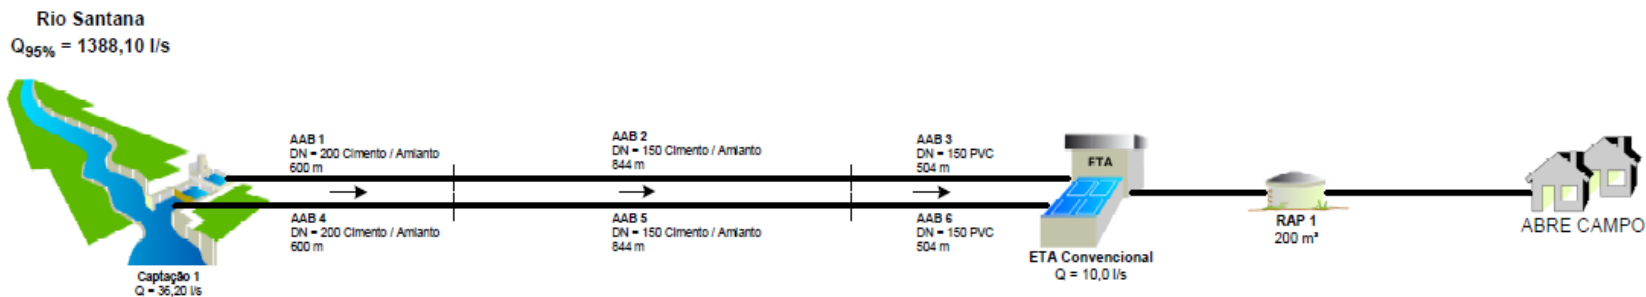 Rio Santana
Q95% = 1388,10 l/s
AAB 1
DN = 200 Cimento / Amianto
600 m
AAB 2
DN = 150 Cimento / Amianto
844 m
AAB 3
DN = 150 PVC
504 m
ETA
AAB 4
DN = 200 Cimento / Amianto
600 m
AAB 5
DN = 150 Cimento / Amianto
844 m
AAB 6
DN = 150 PVC
504 m
Captação 1
Q = 36,20 l/s
ETA Convencional
Q = 10,0 l/s
RAP 1
200 m³
ABRE CAMPO